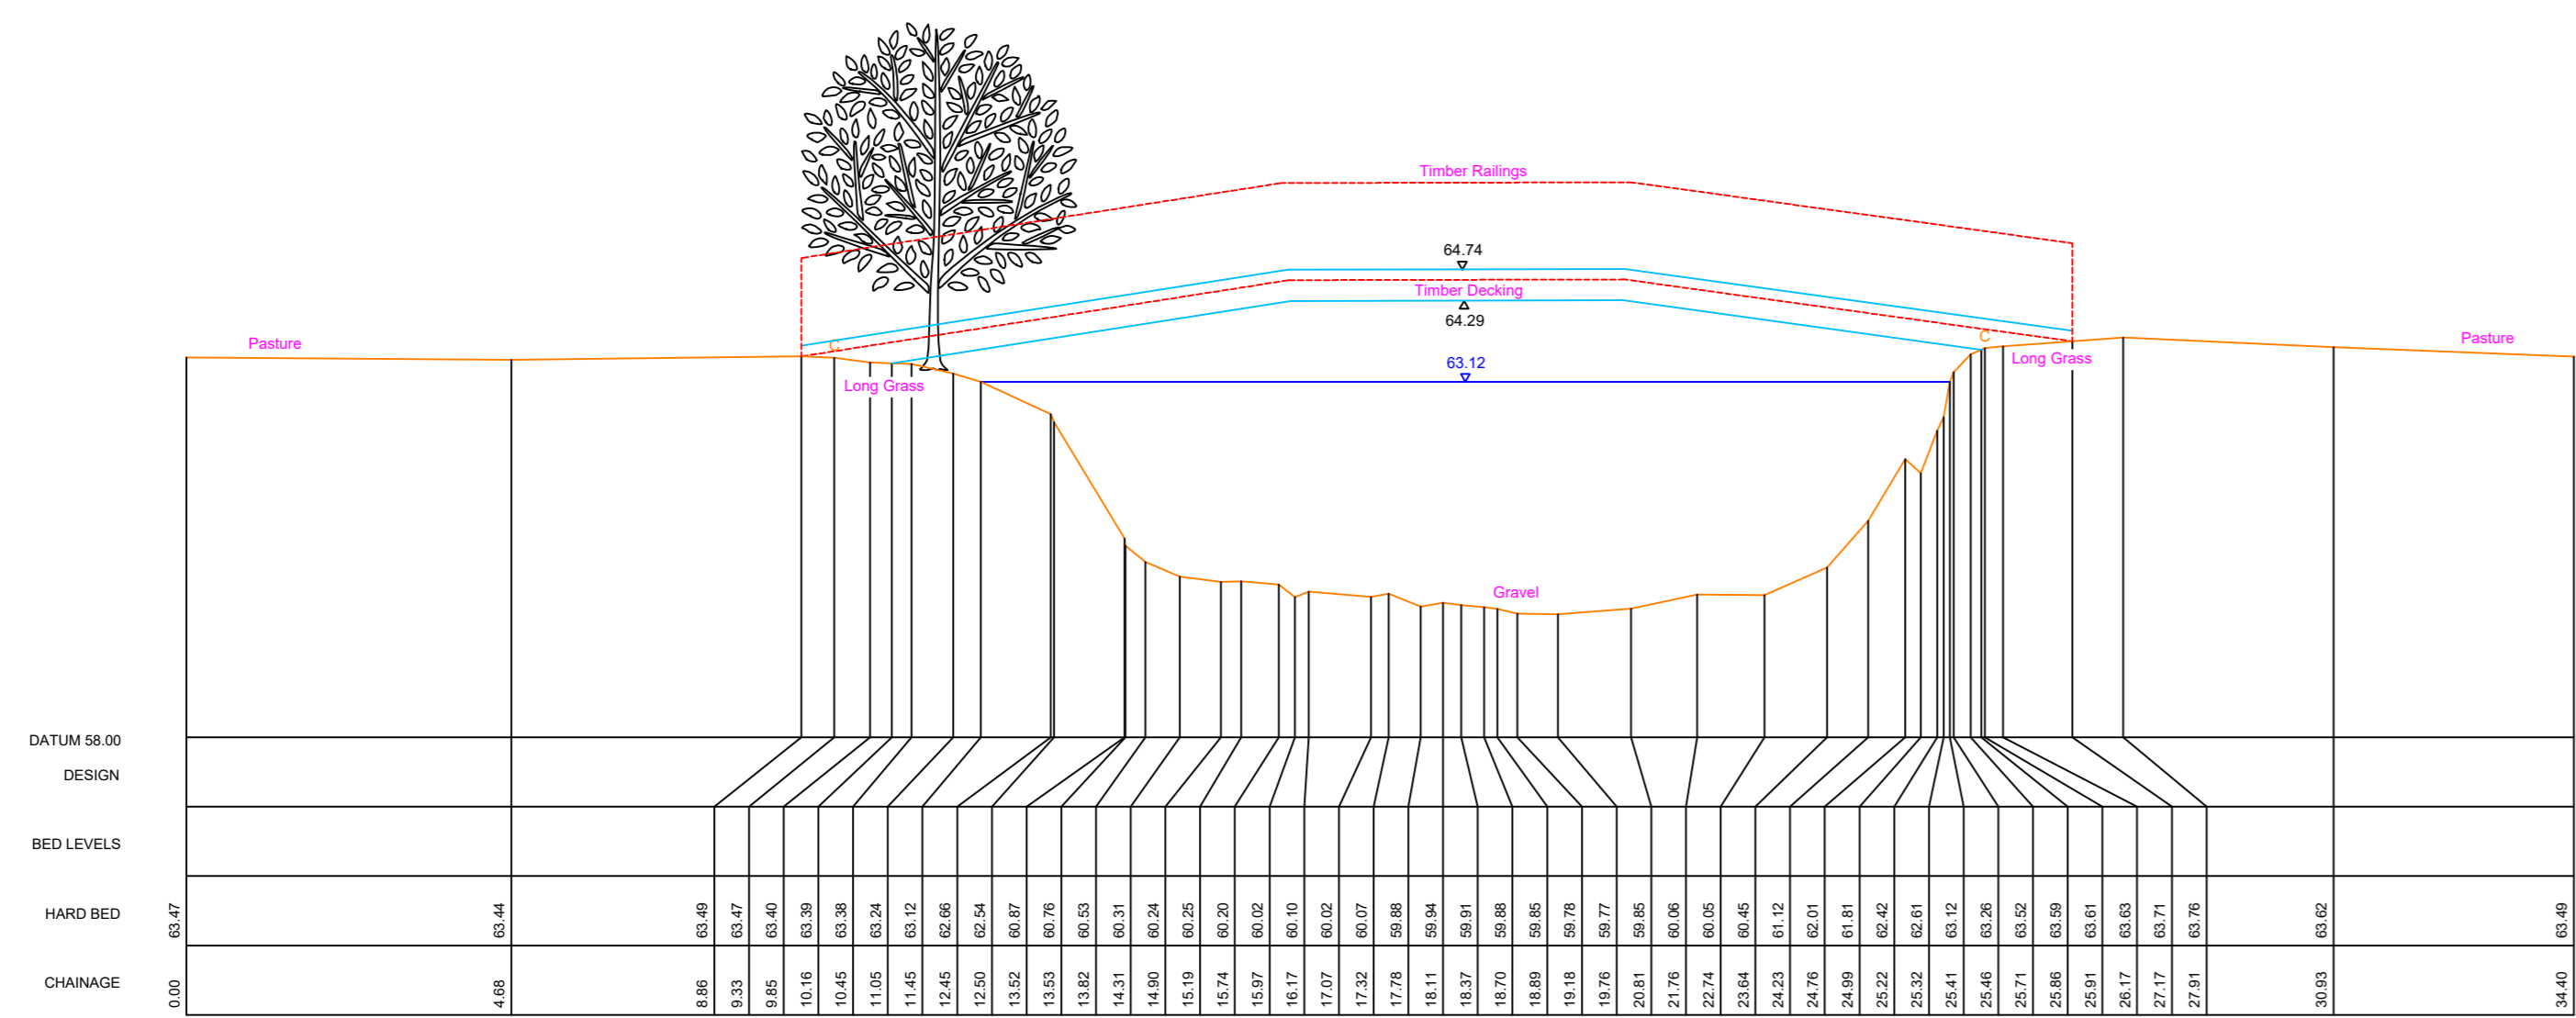 Timber Railings
64.74
Timber Decking
64.29
C
C
Pasture
Pasture
Long Grass
Long Grass
63.12
Gravel
DATUM 58.00
DESIGN
BED LEVELS
HARD BED 63.47 63.44 63.49 63.47 63.40 63.39 63.38 63.24 63.12 62.66 62.54 60.87 60.76 60.53 60.31 60.24 60.25 60.20 60.02 60.10 60.02 60.07 59.88 59.94 59.91 59.88 59.85 59.78 59.77 59.85 60.06 60.05 60.45 61.12 62.01 61.81 62.42 62.61 63.12 63.26 63.52 63.59 63.61 63.63 63.71 63.76 63.62 63.49
CHAINAGE 0.00 4.68 8.86 9.33 9.85 10.16 10.45 11.05 11.45 12.45 12.50 13.52 13.53 13.82 14.31 14.90 15.19 15.74 15.97 16.17 17.07 17.32 17.78 18.11 18.37 18.70 18.89 19.18 19.76 20.81 21.76 22.74 23.64 24.23 24.76 24.99 25.22 25.32 25.41 25.46 25.71 25.86 25.91 26.17 27.17 27.91 30.93 34.40